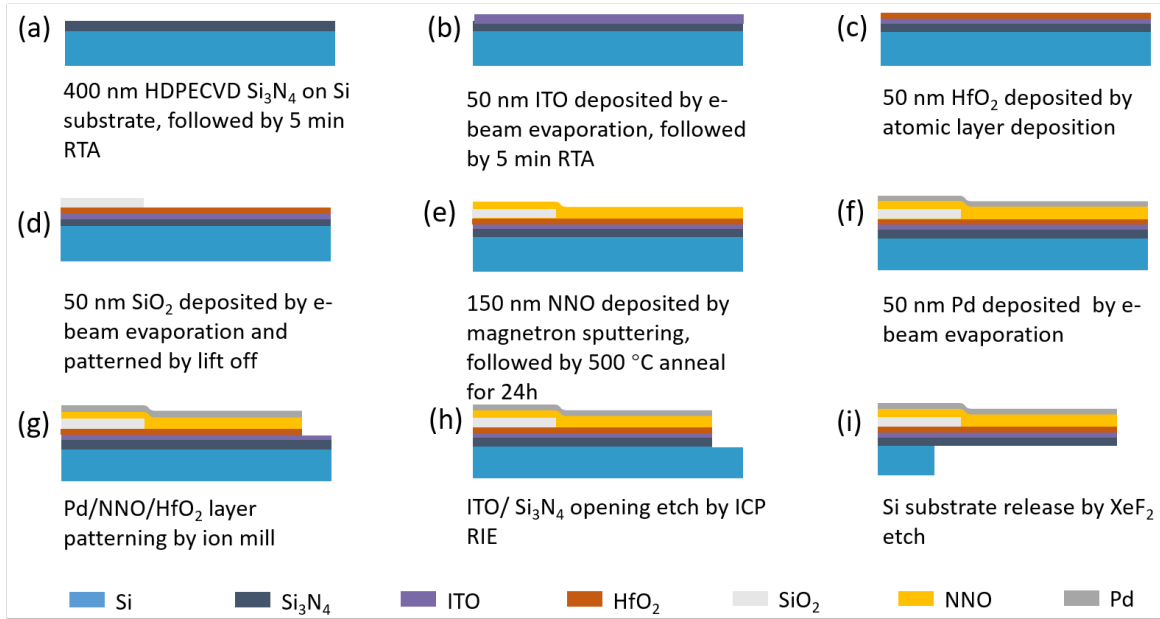 (a)
400 nm HDPECVD Si₃N₄ on Si
substrate, followed by 5 min
RTA
(b)
50 nm ITO deposited by e-
beam evaporation, followed
by 5 min RTA
(c)
50 nm HfO₂ deposited by
atomic layer deposition
(d)
50 nm SiO₂ deposited by e-
beam evaporation and
patterned by lift off
(e)
150 nm NNO deposited by
magnetron sputtering,
followed by 500 °C anneal
for 24h
(f)
50 nm Pd deposited by e-
beam evaporation
(g)
Pd/NNO/HfO₂ layer
patterning by ion mill
(h)
ITO/ Si₃N₄ opening etch by ICP
RIE
(i)
Si substrate release by XeF₂
etch
Si
Si₃N₄
ITO
HfO₂
SiO₂
NNO
Pd